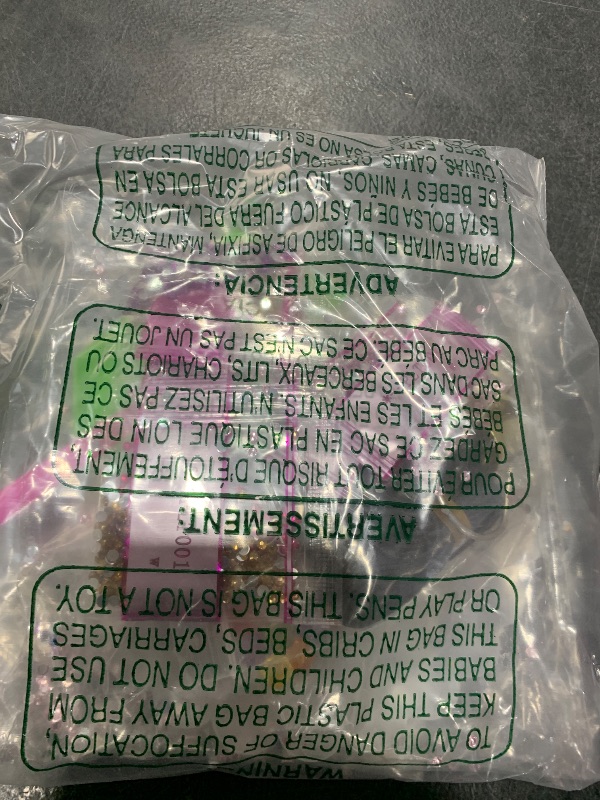 WARNIN
TO AVOID DANGER OF SUFFOCATION,
KEEP THIS PLASTIC BAG AWAY FROM
BABIES AND CHILDREN. DO NOT USE
THIS BAG IN CRIBS, BEDS, CARRIAGES
OR PLAY PENS. THIS BAG IS NOT A TOY.
AVERTISSEMENT:
POUR ÉVITER TOUT RISQUE D'ÉTOUFFEMENT,
GARDEZ CE SAC EN PLASTIQUE LOIN DES
BÉBÉS ET LES ENFANTS. N'UTILISEZ PAS CE
SAC DANS LES BERCEAUX, LITS, CHARIOTS OU
PARC AU BÉBÉ. CE SAC N'EST PAS UN JOUET.
ADVERTENCIA:
PARA EVITAR EL PELIGRO DE ASFIXIA, MANTENGA
ESTA BOLSA DE PLÁSTICO FUERA DEL ALCANCE
DE BEBÉS Y NIÑOS. NO USAR ESTA BOLSA EN
CUNAS, CAMAS, OR CORRALES PARA
ESTA NO ES UN JUGUETE
001
W